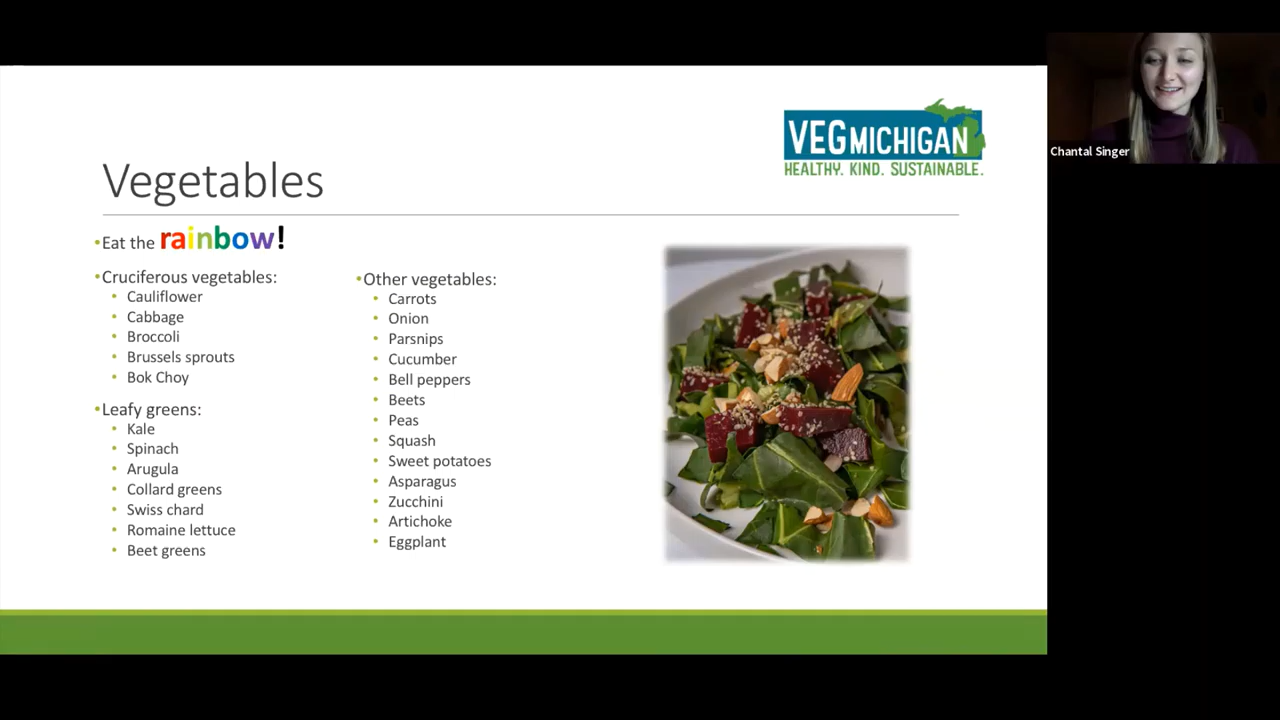 VEGMICHIGAN
HEALTHY. KIND. SUSTAINABLE.
Chantal Singer
Vegetables
•Eat the rainbow!
•Cruciferous vegetables:
• Cauliflower
• Cabbage
• Broccoli
• Brussels sprouts
• Bok Choy
•Leafy greens:
• Kale
• Spinach
• Arugula
• Collard greens
• Swiss chard
• Romaine lettuce
• Beet greens
•Other vegetables:
• Carrots
• Onion
• Parsnips
• Cucumber
• Bell peppers
• Beets
• Peas
• Squash
• Sweet potatoes
• Asparagus
• Zucchini
• Artichoke
• Eggplant